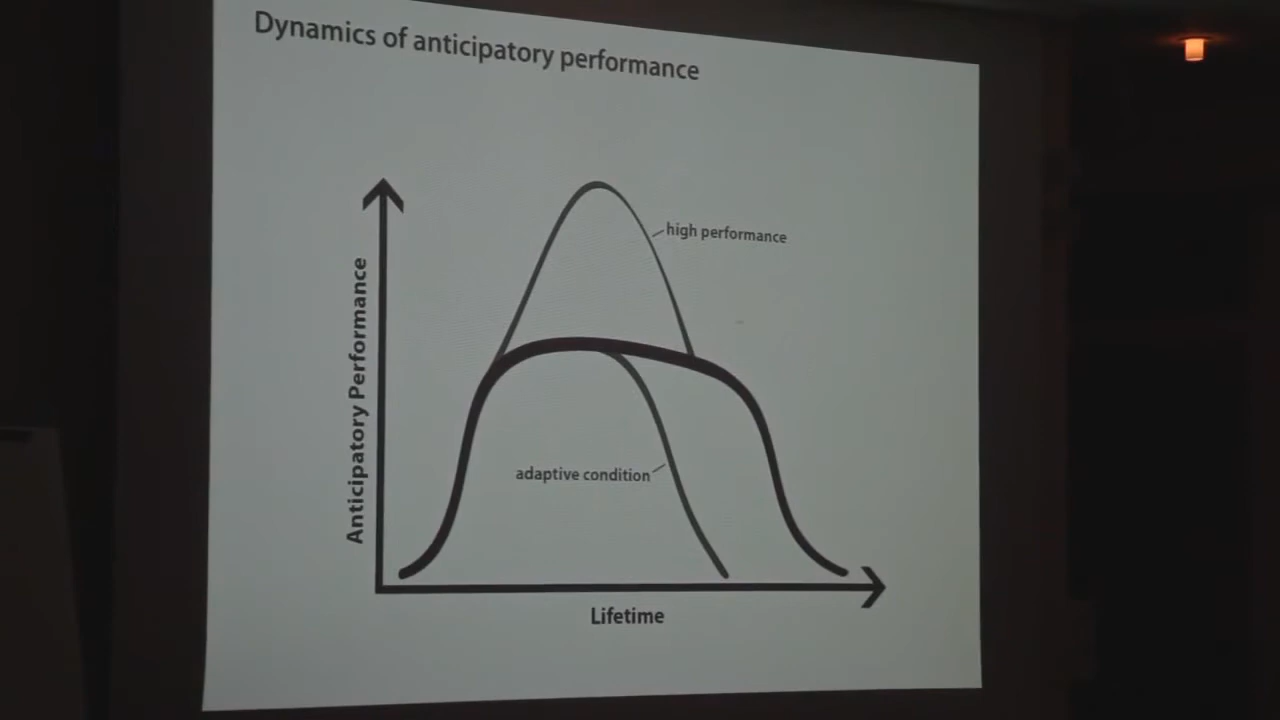 Dynamics of anticipatory performance
high performance
Anticipatory Performance
adaptive condition
Lifetime